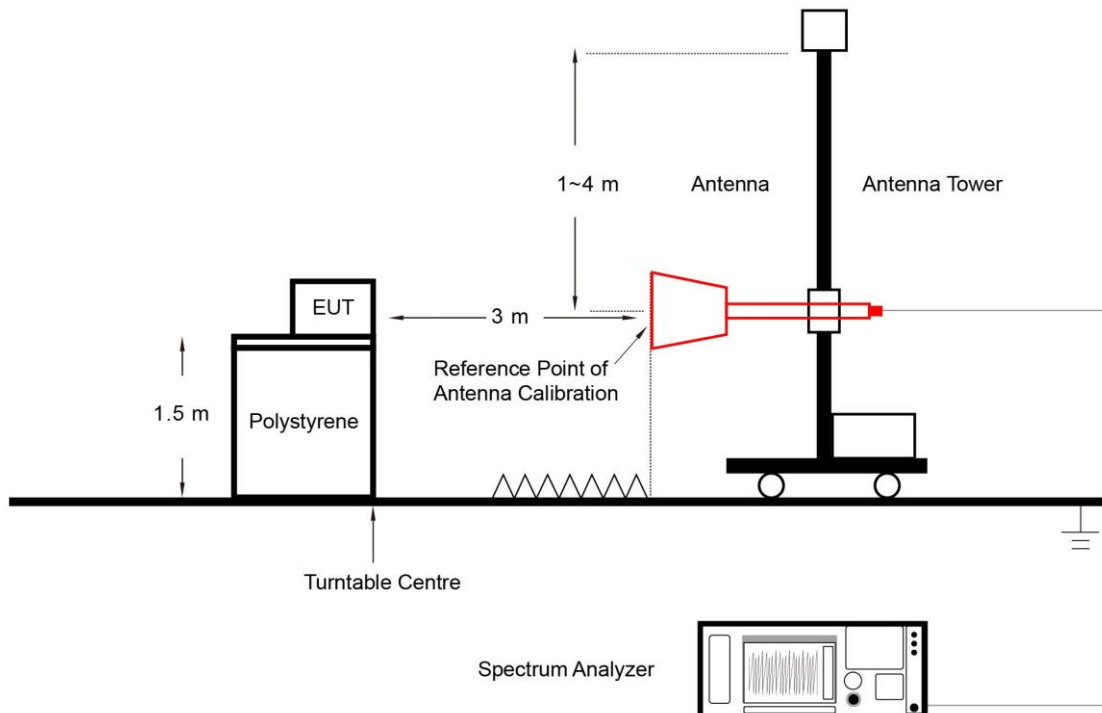 1~4 m
Antenna
Antenna Tower
EUT
3 m
Reference Point of
Antenna Calibration
1.5 m
Polystyrene
Turntable Centre
Spectrum Analyzer